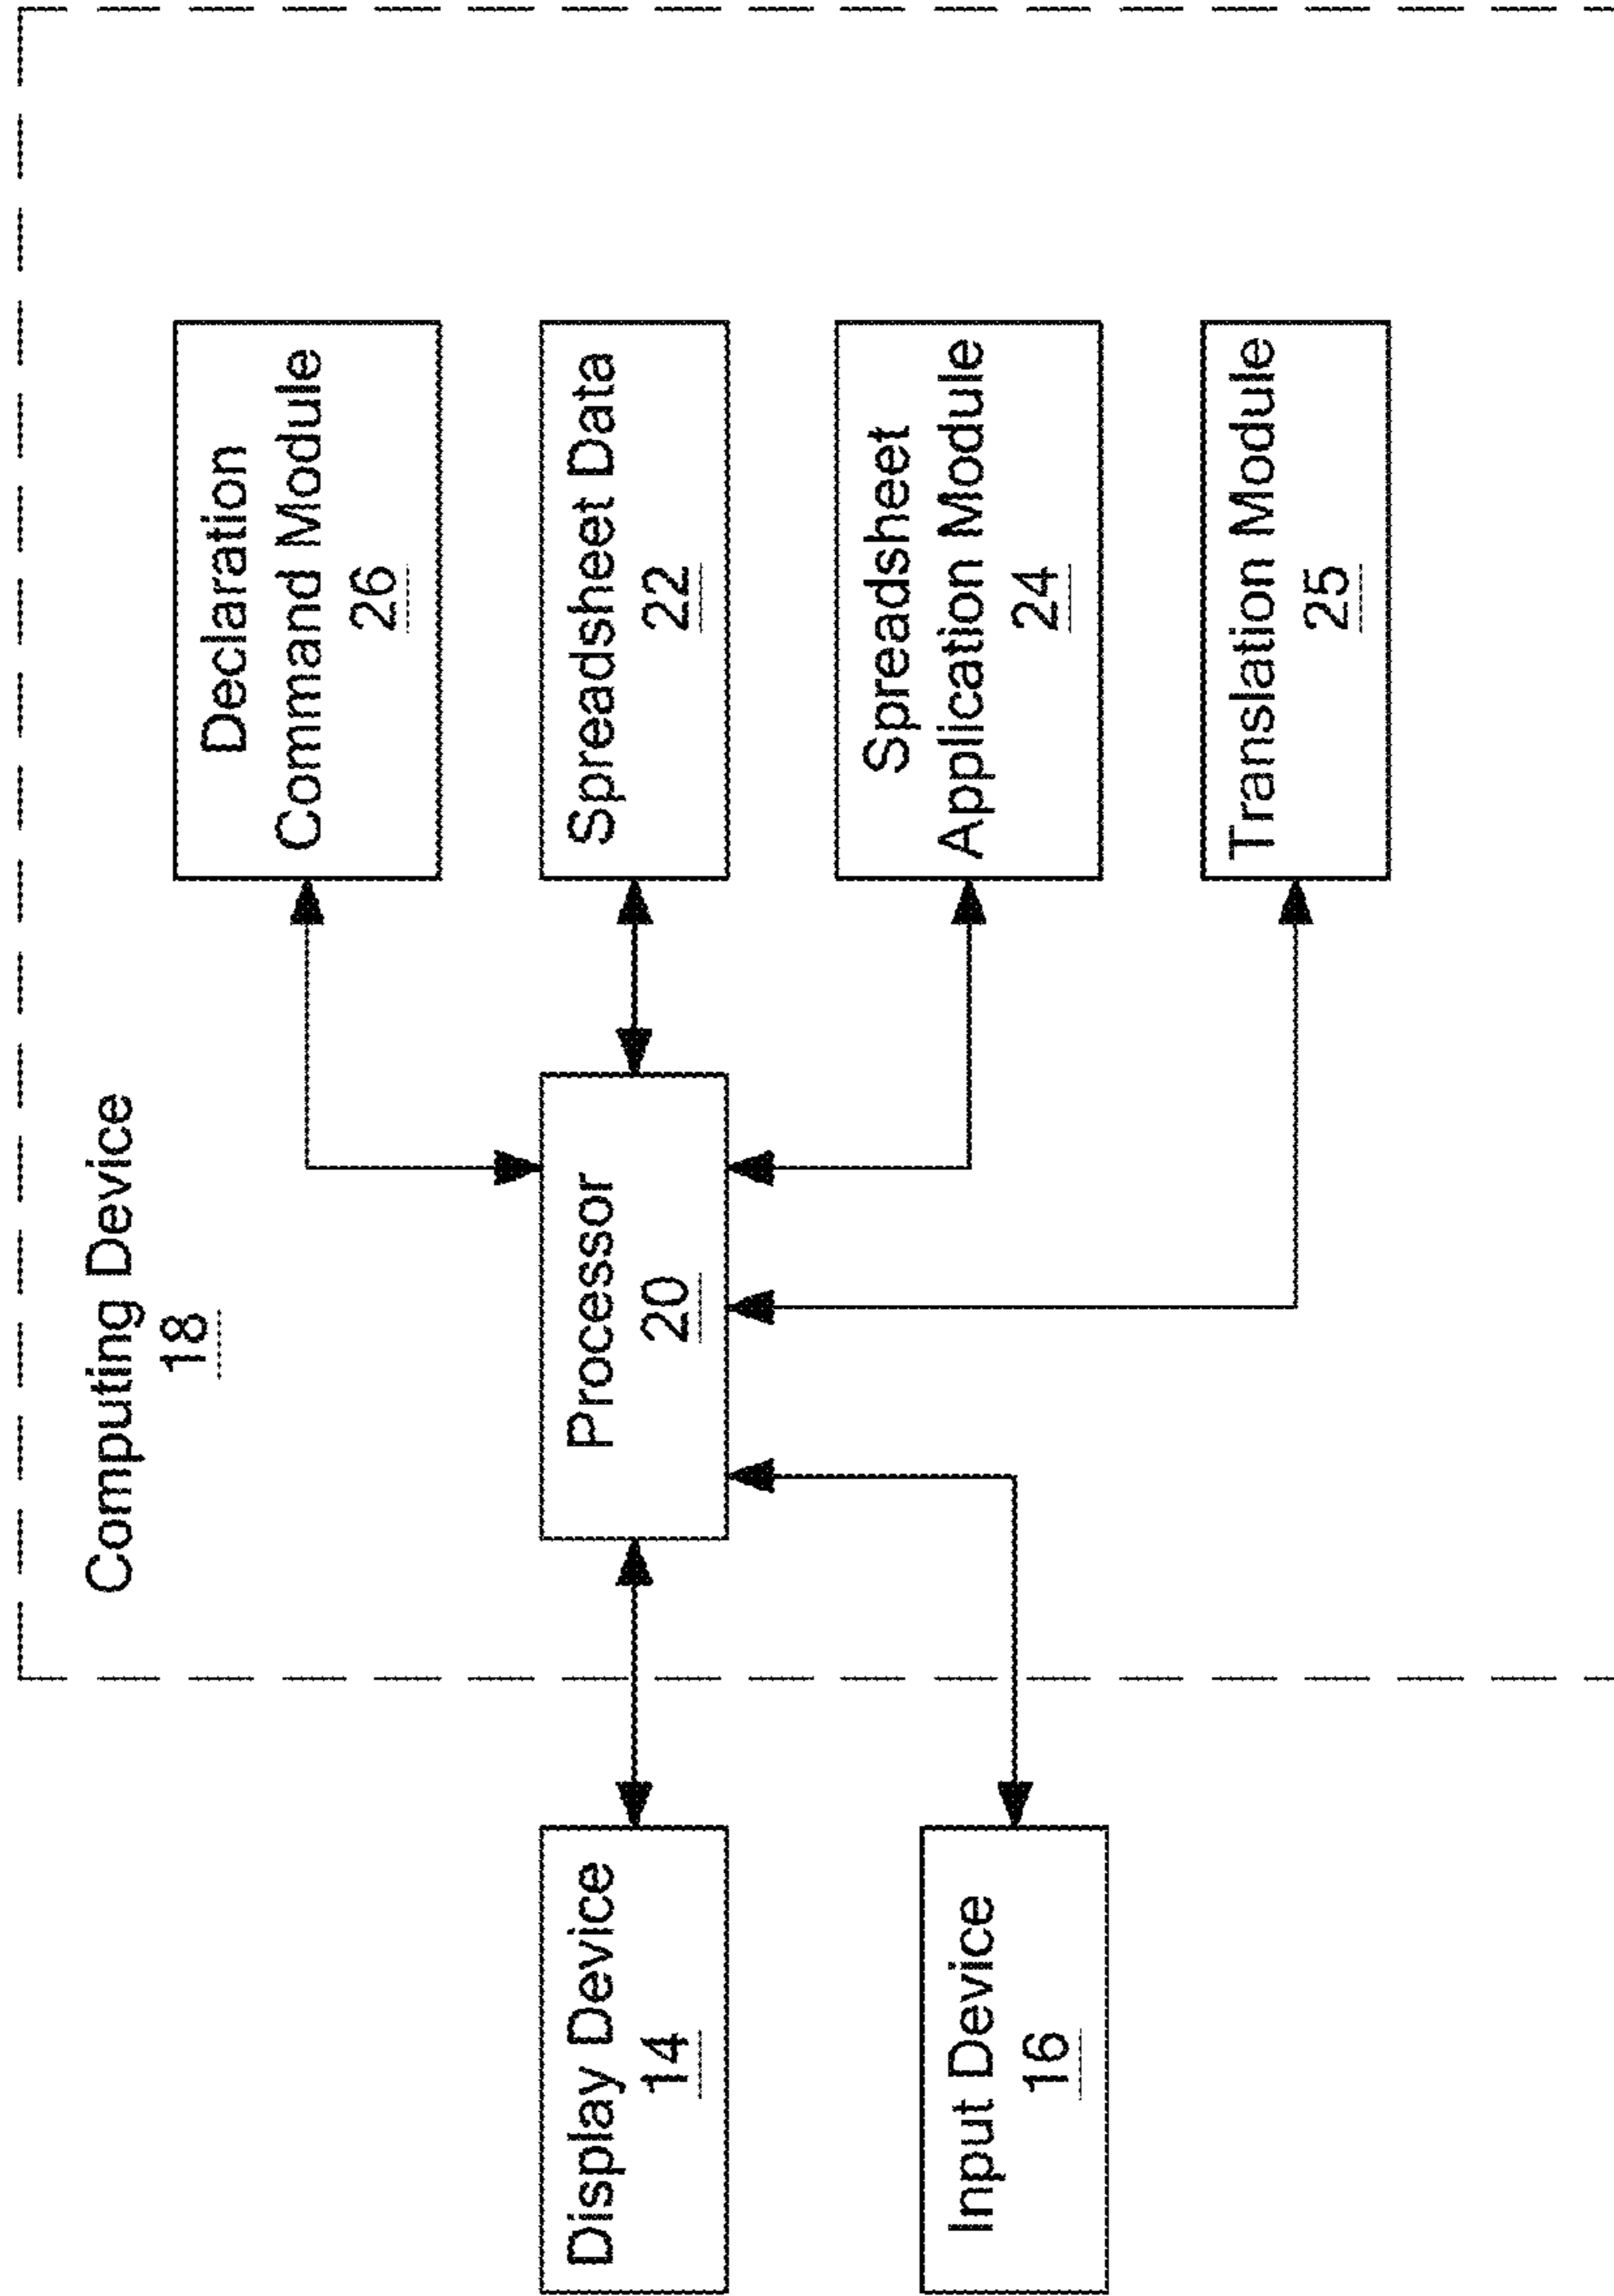 Computing Device
18
Declaration
Command Module
26
Display Device
14
Processor
20
Spreadsheet Data
22
Input Device
16
Spreadsheet
Application Module
24
Translation Module
25